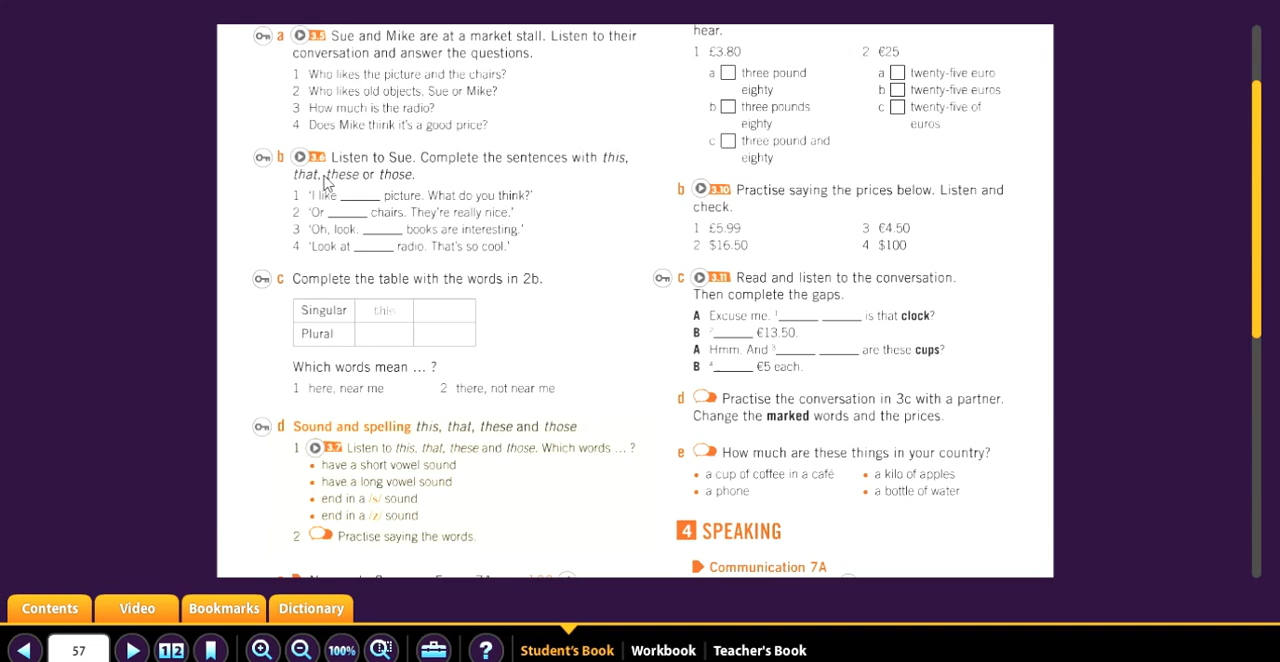 a 3.5 Sue and Mike are at a market stall. Listen to their
conversation and answer the questions.
1 Who likes the picture and the chairs?
2 Who likes old objects, Sue or Mike?
3 How much is the radio?
4 Does Mike think it's a good price?
b 3.6 Listen to Sue. Complete the sentences with this,
that, these or those.
1 'I like ______ picture. What do you think?'
2 'Or ______ chairs. They're really nice.'
3 'Oh, look. ______ books are interesting.'
4 'Look at ______ radio. That's so cool.'
c Complete the table with the words in 2b.
Singular this
Plural
Which words mean … ?
1 here, near me 2 there, not near me
d Sound and spelling this, that, these and those
1 3.7 Listen to this, that, these and those. Which words … ?
• have a short vowel sound
• have a long vowel sound
• end in a /s/ sound
• end in a /z/ sound
2 Practise saying the words.
hear.
1 £3.80 2 €25
a three pound
eighty
b three pounds
eighty
c three pound and
eighty
a twenty-five euro
b twenty-five euros
c twenty-five of
euros
b 3.10 Practise saying the prices below. Listen and
check.
1 £5.99 3 €4.50
2 $16.50 4 $100
c 3.11 Read and listen to the conversation.
Then complete the gaps.
A Excuse me. 1______ ______ is that clock?
B 2______ €13.50.
A Hmm. And 3______ ______ are these cups?
B 4______ €5 each.
d Practise the conversation in 3c with a partner.
Change the marked words and the prices.
e How much are these things in your country?
• a cup of coffee in a café • a kilo of apples
• a phone • a bottle of water
4 SPEAKING
Communication 7A
Contents Video Bookmarks Dictionary
57 1 2 100% ? Student's Book Workbook Teacher's Book